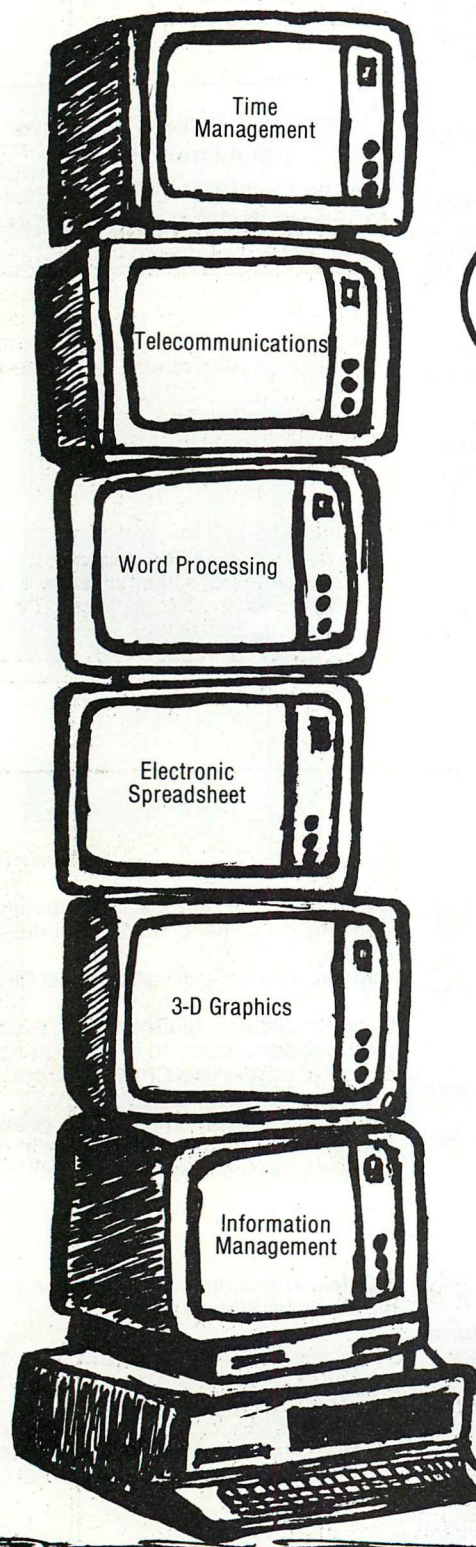 Time
Management
Telecommunications
Word Processing
Electronic
Spreadsheet
3-D Graphics
Information
Management